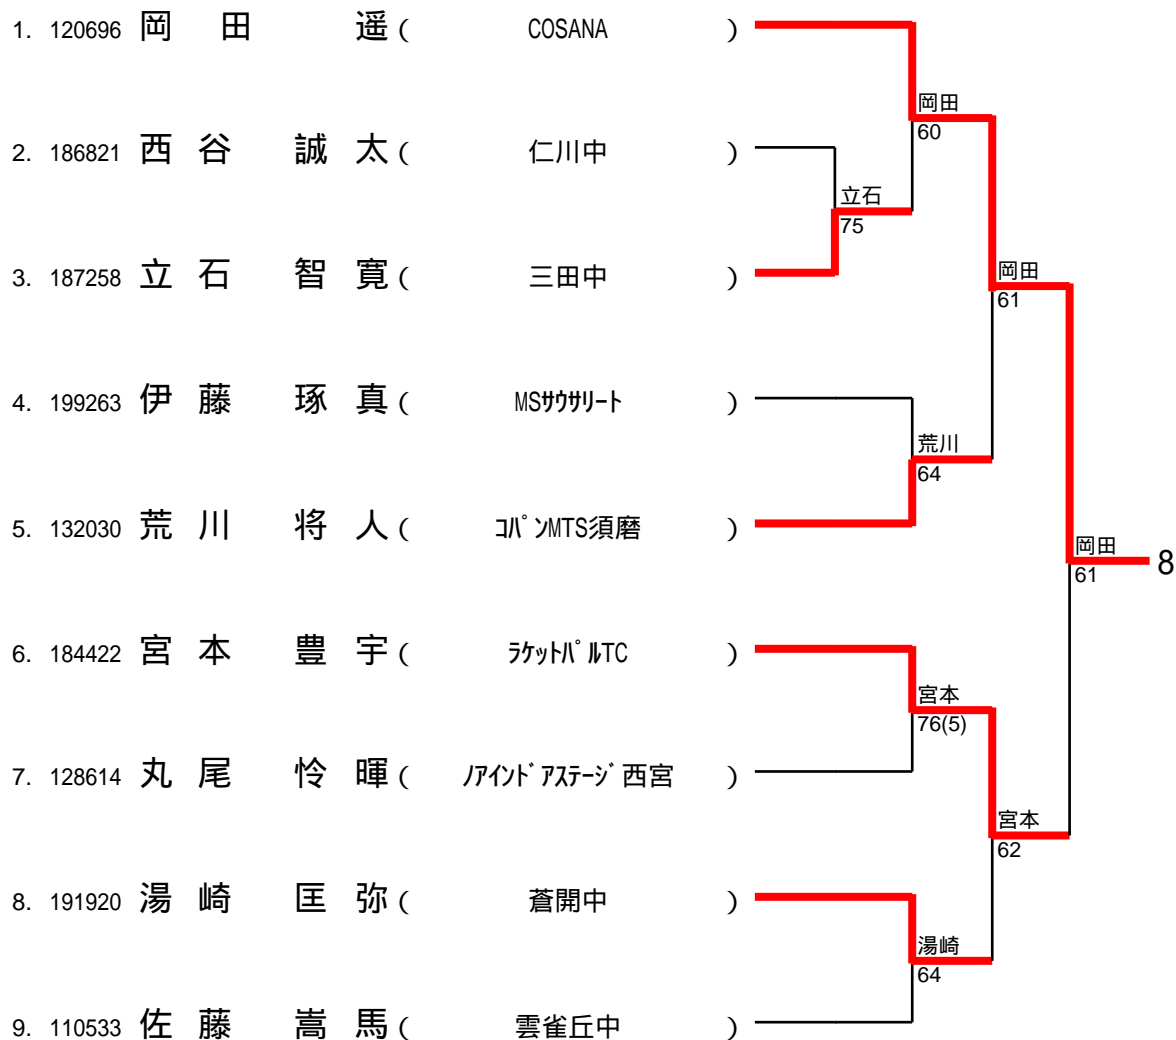 1. 120696 岡田 遥 ( COSANA )
岡田
60
2. 186821 西谷 誠太 ( 仁川中 )
立石
75
3. 187258 立石 智寛 ( 三田中 )
岡田
61
4. 199263 伊藤 琢真 ( MSｻｳｻﾘｰﾄ )
荒川
64
5. 132030 荒川 将人 ( ｺﾊﾟﾝMTS須磨 )
岡田
61
8
6. 184422 宮本 豊宇 ( ﾗｹｯﾄﾊﾟﾙTC )
宮本
76(5)
7. 128614 丸尾 怜暉 ( ﾉｱｲﾝﾄﾞｱｽﾃｰｼﾞ西宮 )
宮本
62
8. 191920 湯崎 匡弥 ( 蒼開中 )
湯崎
64
9. 110533 佐藤 嵩馬 ( 雲雀丘中 )